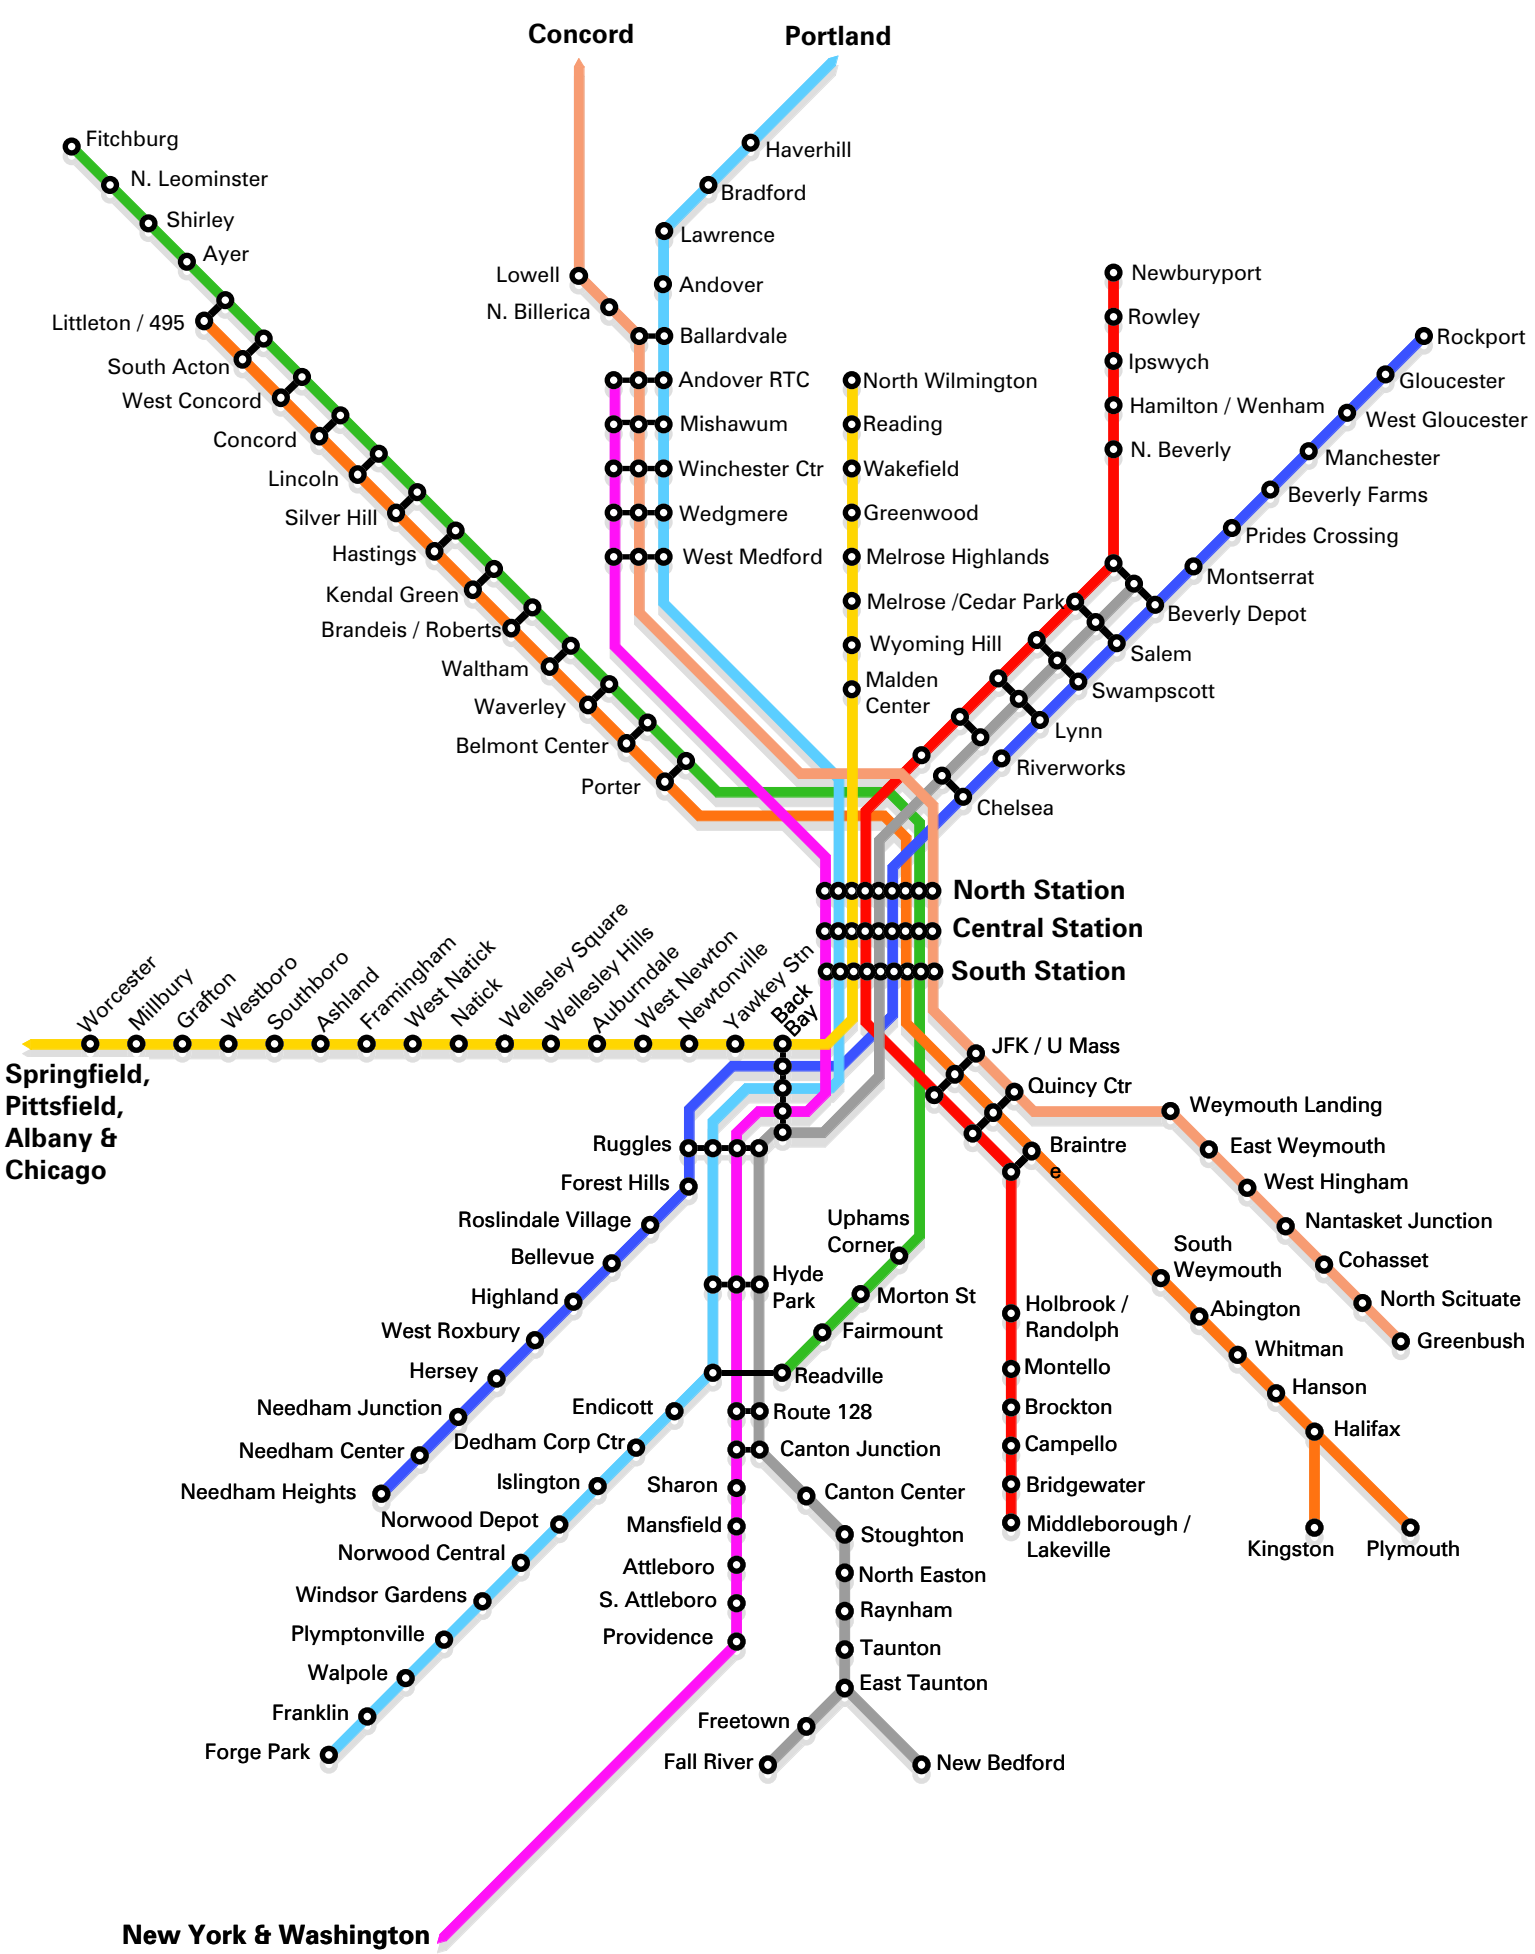 Concord
Portland
Fitchburg
N. Leominster
Shirley
Ayer
Littleton / 495
South Acton
West Concord
Concord
Lincoln
Silver Hill
Hastings
Kendal Green
Brandeis / Roberts
Waltham
Waverley
Belmont Center
Porter
Lowell
N. Billerica
Haverhill
Bradford
Lawrence
Andover
Ballardvale
Andover RTC
Mishawum
Winchester Ctr
Wedgmere
West Medford
North Wilmington
Reading
Wakefield
Greenwood
Melrose Highlands
Melrose /Cedar Park
Wyoming Hill
Malden
Center
Newburyport
Rowley
Ipswych
Hamilton / Wenham
N. Beverly
Rockport
Gloucester
West Gloucester
Manchester
Beverly Farms
Prides Crossing
Montserrat
Beverly Depot
Salem
Swampscott
Lynn
Riverworks
Chelsea
North Station
Central Station
South Station
Worcester
Millbury
Grafton
Westboro
Southboro
Ashland
Framingham
West Natick
Natick
Wellesley Square
Wellesley Hills
Auburndale
West Newton
Newtonville
Yawkey Stn
Back
Bay
Springfield,
Pittsfield,
Albany &
Chicago
JFK / U Mass
Quincy Ctr
Braintre
e
Weymouth Landing
East Weymouth
West Hingham
Nantasket Junction
Cohasset
North Scituate
Greenbush
South
Weymouth
Abington
Whitman
Hanson
Halifax
Kingston
Plymouth
Holbrook /
Randolph
Montello
Brockton
Campello
Bridgewater
Middleborough /
Lakeville
Uphams
Corner
Morton St
Fairmount
Readville
Ruggles
Forest Hills
Roslindale Village
Bellevue
Highland
West Roxbury
Hersey
Needham Junction
Needham Center
Needham Heights
Hyde
Park
Endicott
Dedham Corp Ctr
Islington
Norwood Depot
Norwood Central
Windsor Gardens
Plymptonville
Walpole
Franklin
Forge Park
Route 128
Canton Junction
Sharon
Mansfield
Attleboro
S. Attleboro
Providence
Canton Center
Stoughton
North Easton
Raynham
Taunton
East Taunton
Freetown
Fall River
New Bedford
New York & Washington